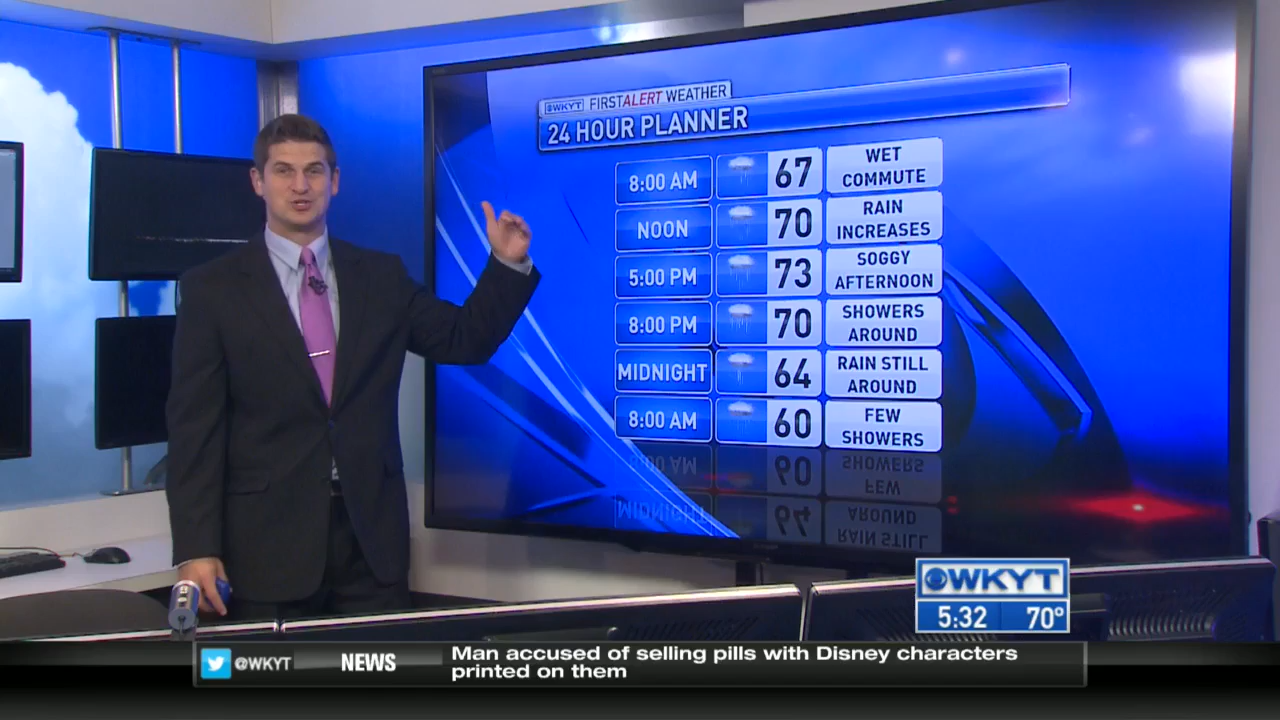 WKYT FIRSTALERT WEATHER
24 HOUR PLANNER
8:00 AM 67 WET COMMUTE
NOON 70 RAIN INCREASES
5:00 PM 73 SOGGY AFTERNOON
8:00 PM 70 SHOWERS AROUND
MIDNIGHT 64 RAIN STILL AROUND
8:00 AM 60 FEW SHOWERS
WKYT
5:32 70°
@WKYT NEWS Man accused of selling pills with Disney characters
printed on them